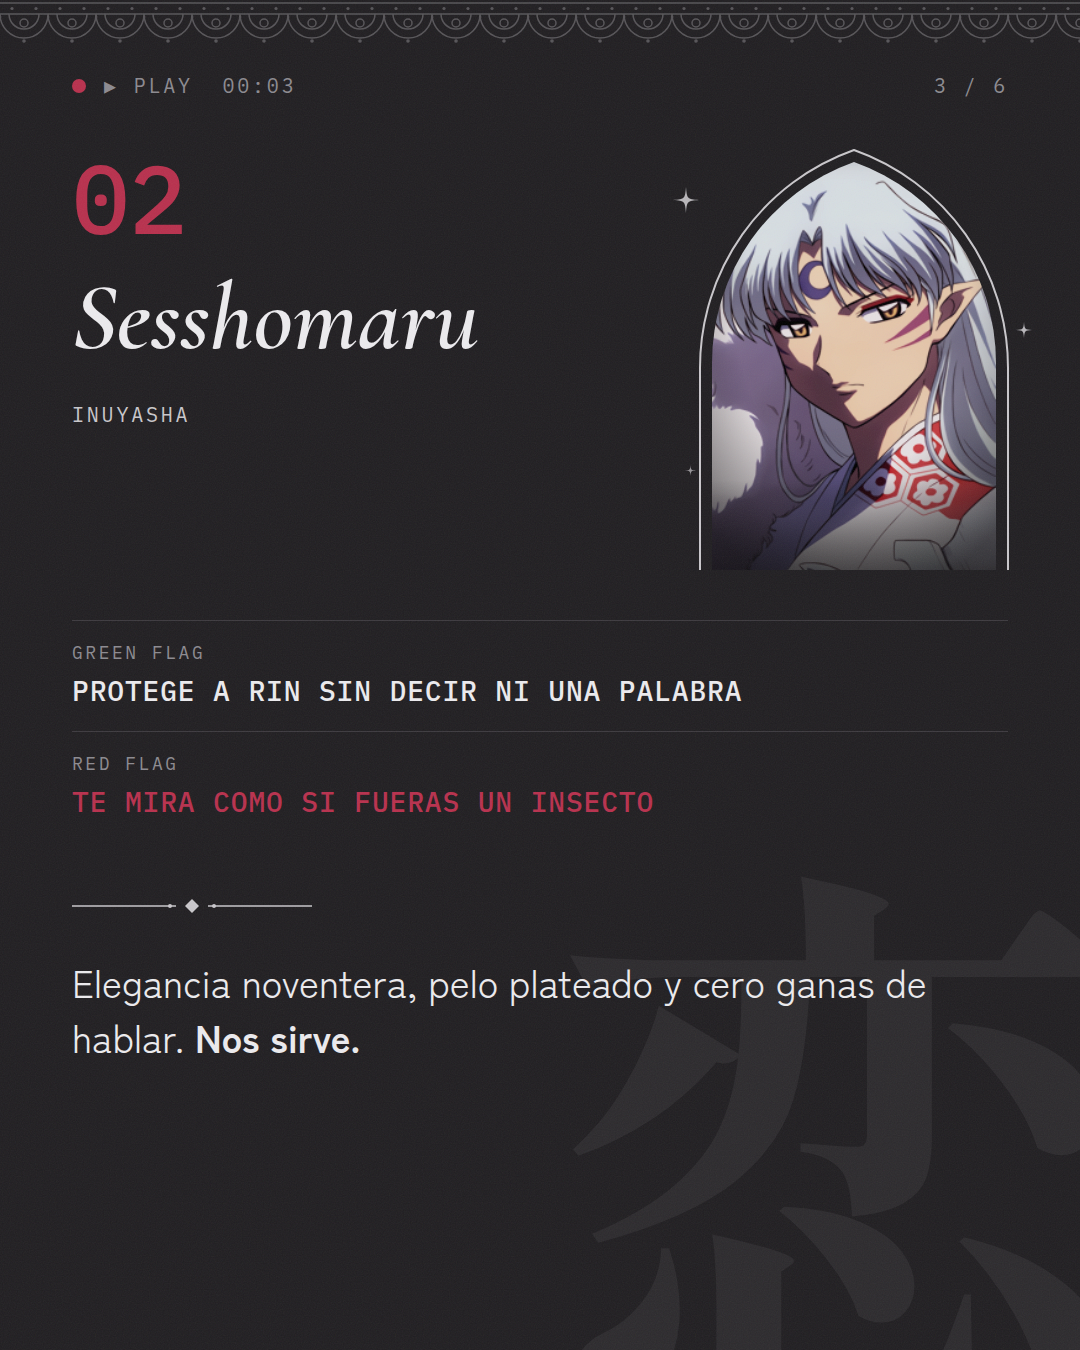 ▶ PLAY 00:03
3 / 6
02
Sesshomaru
INUYASHA
GREEN FLAG
PROTEGE A RIN SIN DECIR NI UNA PALABRA
RED FLAG
TE MIRA COMO SI FUERAS UN INSECTO
Elegancia noventera, pelo plateado y cero ganas de
hablar. Nos sirve.
恋